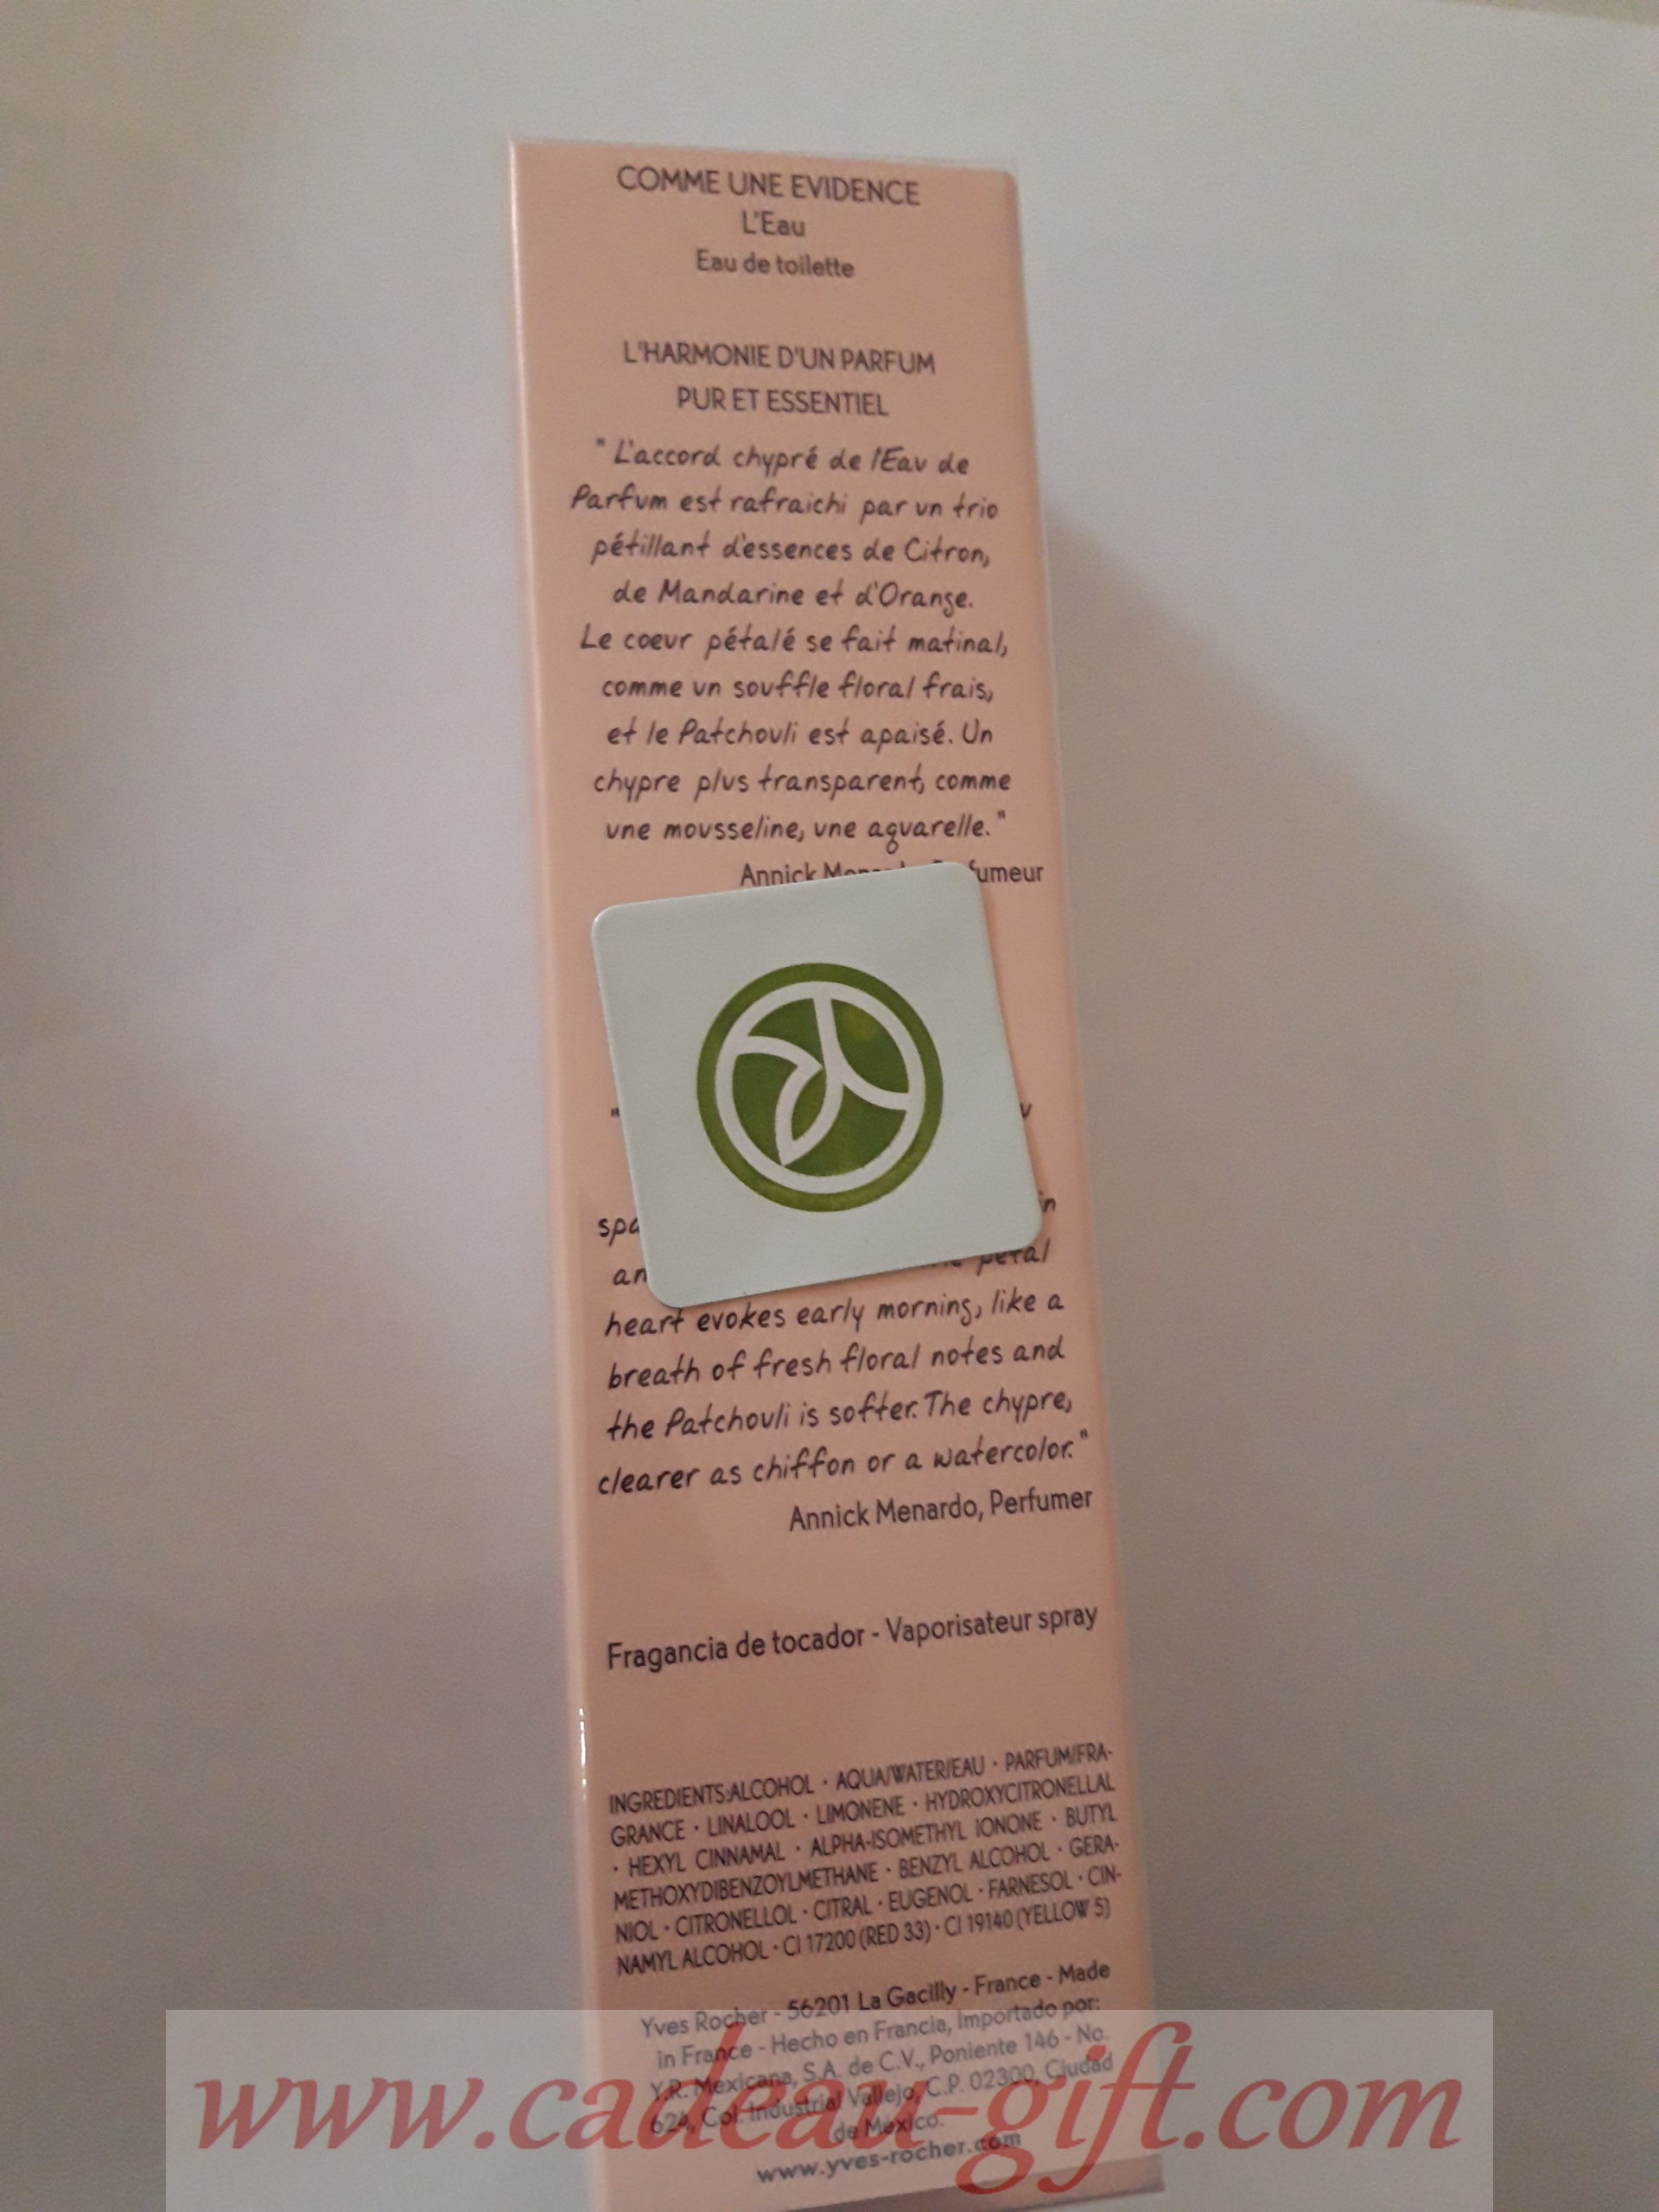 COMME UNE EVIDENCE
L'Eau
Eau de toilette
L'HARMONIE D'UN PARFUM
PUR ET ESSENTIEL
"L'accord chypré de l'Eau de
Parfum est rafraichi par un trio
pétillant d'essences de Citron,
de Mandarine et d'Orange.
Le coeur pétalé se fait matinal,
comme un souffle floral frais,
et le Patchouli est apaisé. Un
chypre plus transparent, comme
une mousseline, une aquarelle."
Annick
petal
heart evokes early morning, like a
breath of fresh floral notes and
the Patchouli is softer. The chypre,
clearer as chiffon or a watercolor."
Annick Menardo, Perfumer
Fragancia de tocador - Vaporisateur spray
INGREDIENTS:ALCOHOL · AQUA/WATER/EAU · PARFUM/FRA-
GRANCE · LINALOOL · LIMONENE · HYDROXYCITRONELLAL
· HEXYL CINNAMAL · ALPHA-ISOMETHYL IONONE · BUTYL
METHOXYDIBENZOYLMETHANE · BENZYL ALCOHOL · GERA-
NIOL · CITRONELLOL · CITRAL · EUGENOL · FARNESOL · CIN-
NAMYL ALCOHOL · CI 17200 (RED 33) · CI 19140 (YELLOW 5)
Yves Rocher - 56201 La Gacilly - France - Made
in France - Hecho en Francia, Importado por:
Y.R. Mexicana, S.A. de C.V., Poniente 146 - No.
624, Col. Industrial Vallejo, C.P. 02300, Ciudad
de México.
www.yves-rocher.com
www.cadeau-gift.com